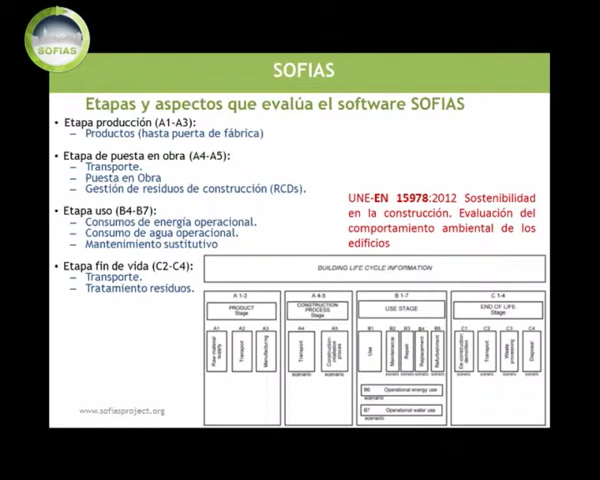 SOFIAS
SOFIAS
Etapas y aspectos que evalúa el software SOFIAS
• Etapa producción (A1-A3):
– Productos (hasta puerta de fábrica)
• Etapa de puesta en obra (A4-A5):
– Transporte.
– Puesta en Obra
– Gestión de residuos de construcción (RCDs).
• Etapa uso (B4-B7):
– Consumos de energía operacional.
– Consumo de agua operacional.
– Mantenimiento sustitutivo
• Etapa fin de vida (C2-C4):
– Transporte.
– Tratamiento residuos.
UNE-EN 15978:2012 Sostenibilidad
en la construcción. Evaluación del
comportamiento ambiental de los
edificios
BUILDING LIFE CYCLE INFORMATION
A 1-3
PRODUCT
Stage
A1
Raw material
supply
A2
Transport
A3
Manufacturing
A 4-5
CONSTRUCTION
PROCESS
Stage
A4
Transport
scenario
A5
Construction-
installation
process
scenario
B 1-7
USE STAGE
B1
Use
scenario
B2
Maintenance
scenario
B3
Repair
scenario
B4
Replacement
scenario
B5
Refurbishment
scenario
B6 Operational energy use
scenario
B7 Operational water use
scenario
C 1-4
END OF LIFE
Stage
C1
De-construction
demolition
scenario
C2
Transport
scenario
C3
Waste
processing
scenario
C4
Disposal
scenario
www.sofiasproject.org